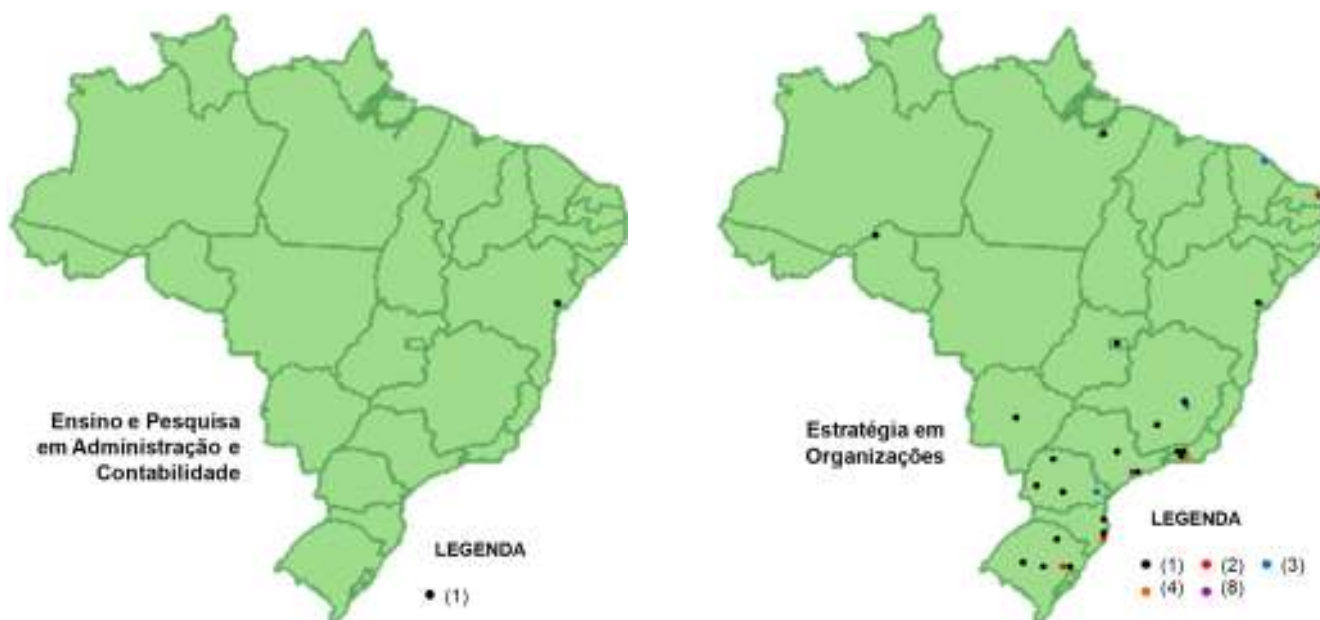 Ensino e Pesquisa
em Administração e
Contabilidade
LEGENDA
(1)
Estratégia em
Organizações
LEGENDA
(1) (2) (3)
(4) (8)